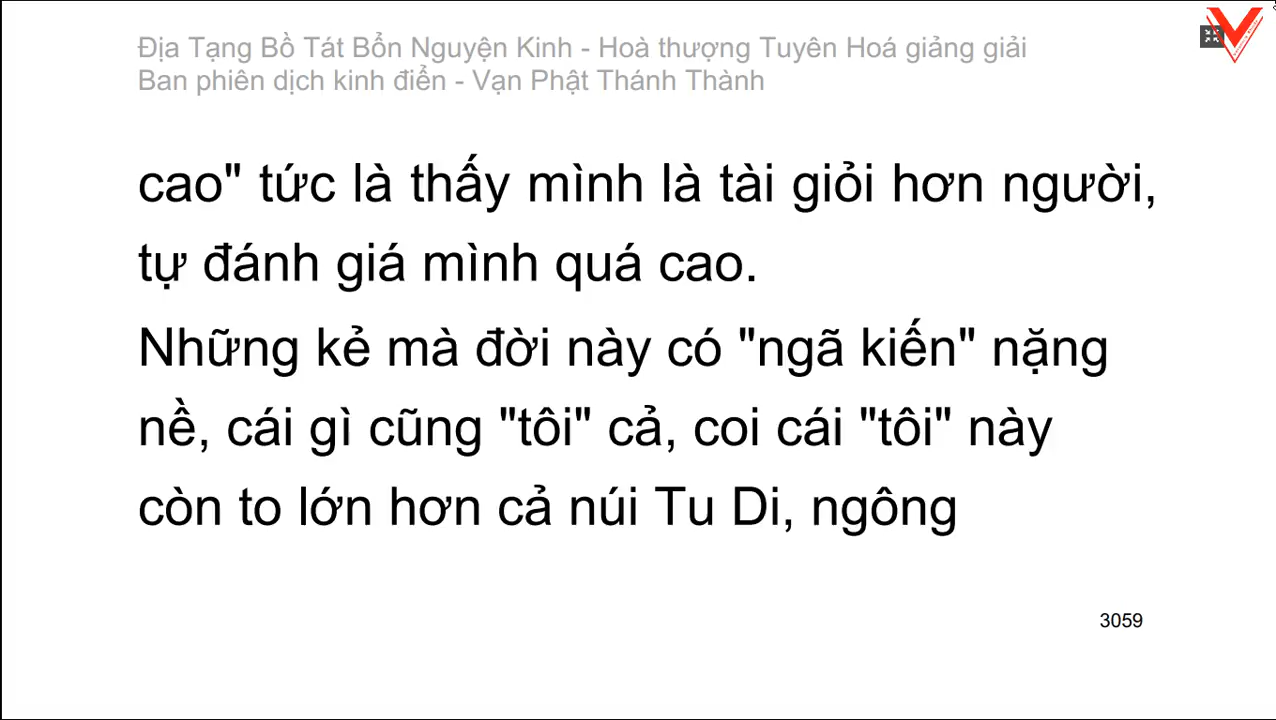 Địa Tạng Bồ Tát Bổn Nguyện Kinh - Hoà thượng Tuyên Hoá giảng giải
Ban phiên dịch kinh điển - Vạn Phật Thánh Thành
cao" tức là thấy mình là tài giỏi hơn người,
tự đánh giá mình quá cao.
Những kẻ mà đời này có "ngã kiến" nặng
nề, cái gì cũng "tôi" cả, coi cái "tôi" này
còn to lớn hơn cả núi Tu Di, ngông
3059